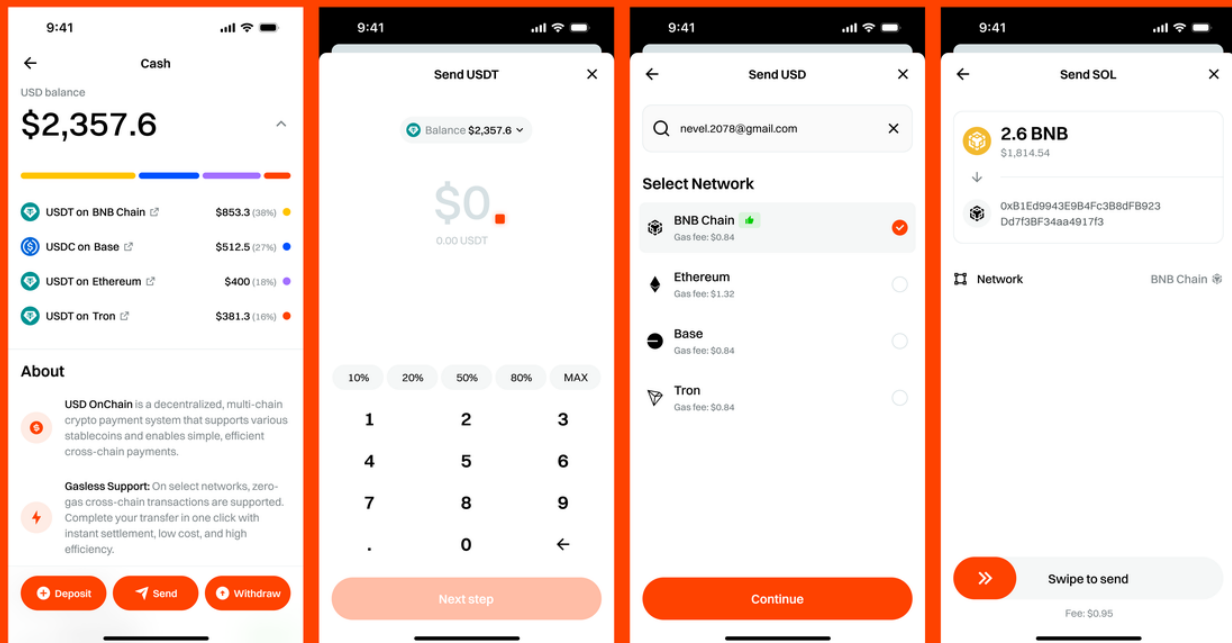 9:41
Cash
USD balance
$2,357.6
USDT on BNB Chain $853.3 (38%)
USDC on Base $512.5 (27%)
USDT on Ethereum $400 (18%)
USDT on Tron $381.3 (16%)
About
USD OnChain is a decentralized, multi-chain
crypto payment system that supports various
stablecoins and enables simple, efficient
cross-chain payments.
Gasless Support: On select networks, zero-
gas cross-chain transactions are supported.
Complete your transfer in one click with
instant settlement, low cost, and high
efficiency.
Deposit Send Withdraw
9:41
Send USDT
Balance $2,357.6
$0.
0.00 USDT
10% 20% 50% 80% MAX
1 2 3
4 5 6
7 8 9
. 0
Next step
9:41
Send USD
nevel.2078@gmail.com
Select Network
BNB Chain
Gas fee: $0.84
Ethereum
Gas fee: $1.32
Base
Gas fee: $0.84
Tron
Gas fee: $0.84
Continue
9:41
Send SOL
2.6 BNB
$1,814.54
0xB1Ed9943E9B4Fc3B8dFB923
Dd7f3BF34aa4917f3
Network BNB Chain
Swipe to send
Fee: $0.95